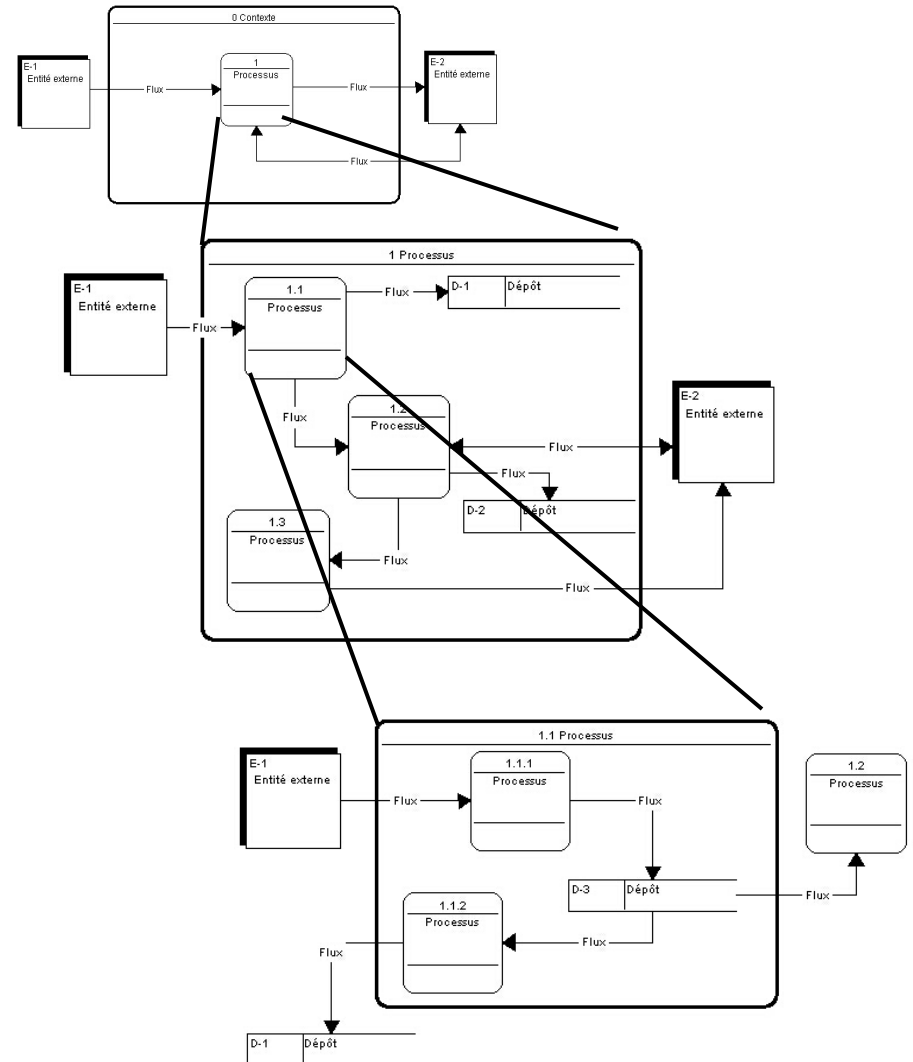 0 Contexte
E-1
Entité externe
Flux
1
Processus
Flux
E-2
Entité externe
Flux
1 Processus
E-1
Entité externe
Flux
1.1
Processus
Flux
D-1 Dépôt
Flux
1.2
Processus
Flux
E-2
Entité externe
Flux
D-2 Dépôt
1.3
Processus
Flux
Flux
1.1 Processus
E-1
Entité externe
Flux
1.1.1
Processus
Flux
1.2
Processus
D-3 Dépôt
Flux
1.1.2
Processus
Flux
Flux
D-1 Dépôt